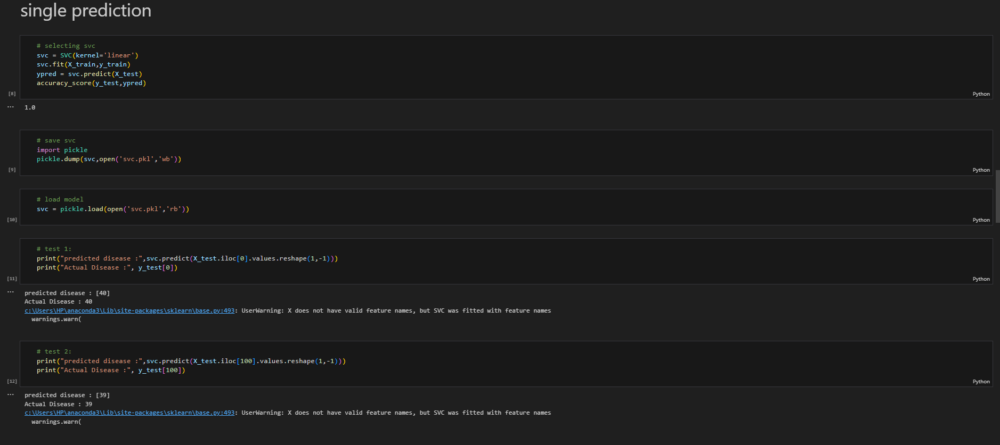 single prediction
# selecting svc
svc = SVC(kernel='linear')
svc.fit(X_train,y_train)
ypred = svc.predict(X_test)
accuracy_score(y_test,ypred)
[8]
Python
... 1.0
# save svc
import pickle
pickle.dump(svc,open('svc.pkl','wb'))
[9]
Python
# load model
svc = pickle.load(open('svc.pkl','rb'))
[10]
Python
# test 1:
print("predicted disease :",svc.predict(X_test.iloc[0].values.reshape(1,-1)))
print("Actual Disease :", y_test[0])
[11]
Python
... predicted disease : [40]
Actual Disease : 40
c:\Users\HP\anaconda3\Lib\site-packages\sklearn\base.py:493: UserWarning: X does not have valid feature names, but SVC was fitted with feature names
  warnings.warn(
# test 2:
print("predicted disease :",svc.predict(X_test.iloc[100].values.reshape(1,-1)))
print("Actual Disease :", y_test[100])
[12]
Python
... predicted disease : [39]
Actual Disease : 39
c:\Users\HP\anaconda3\Lib\site-packages\sklearn\base.py:493: UserWarning: X does not have valid feature names, but SVC was fitted with feature names
  warnings.warn(